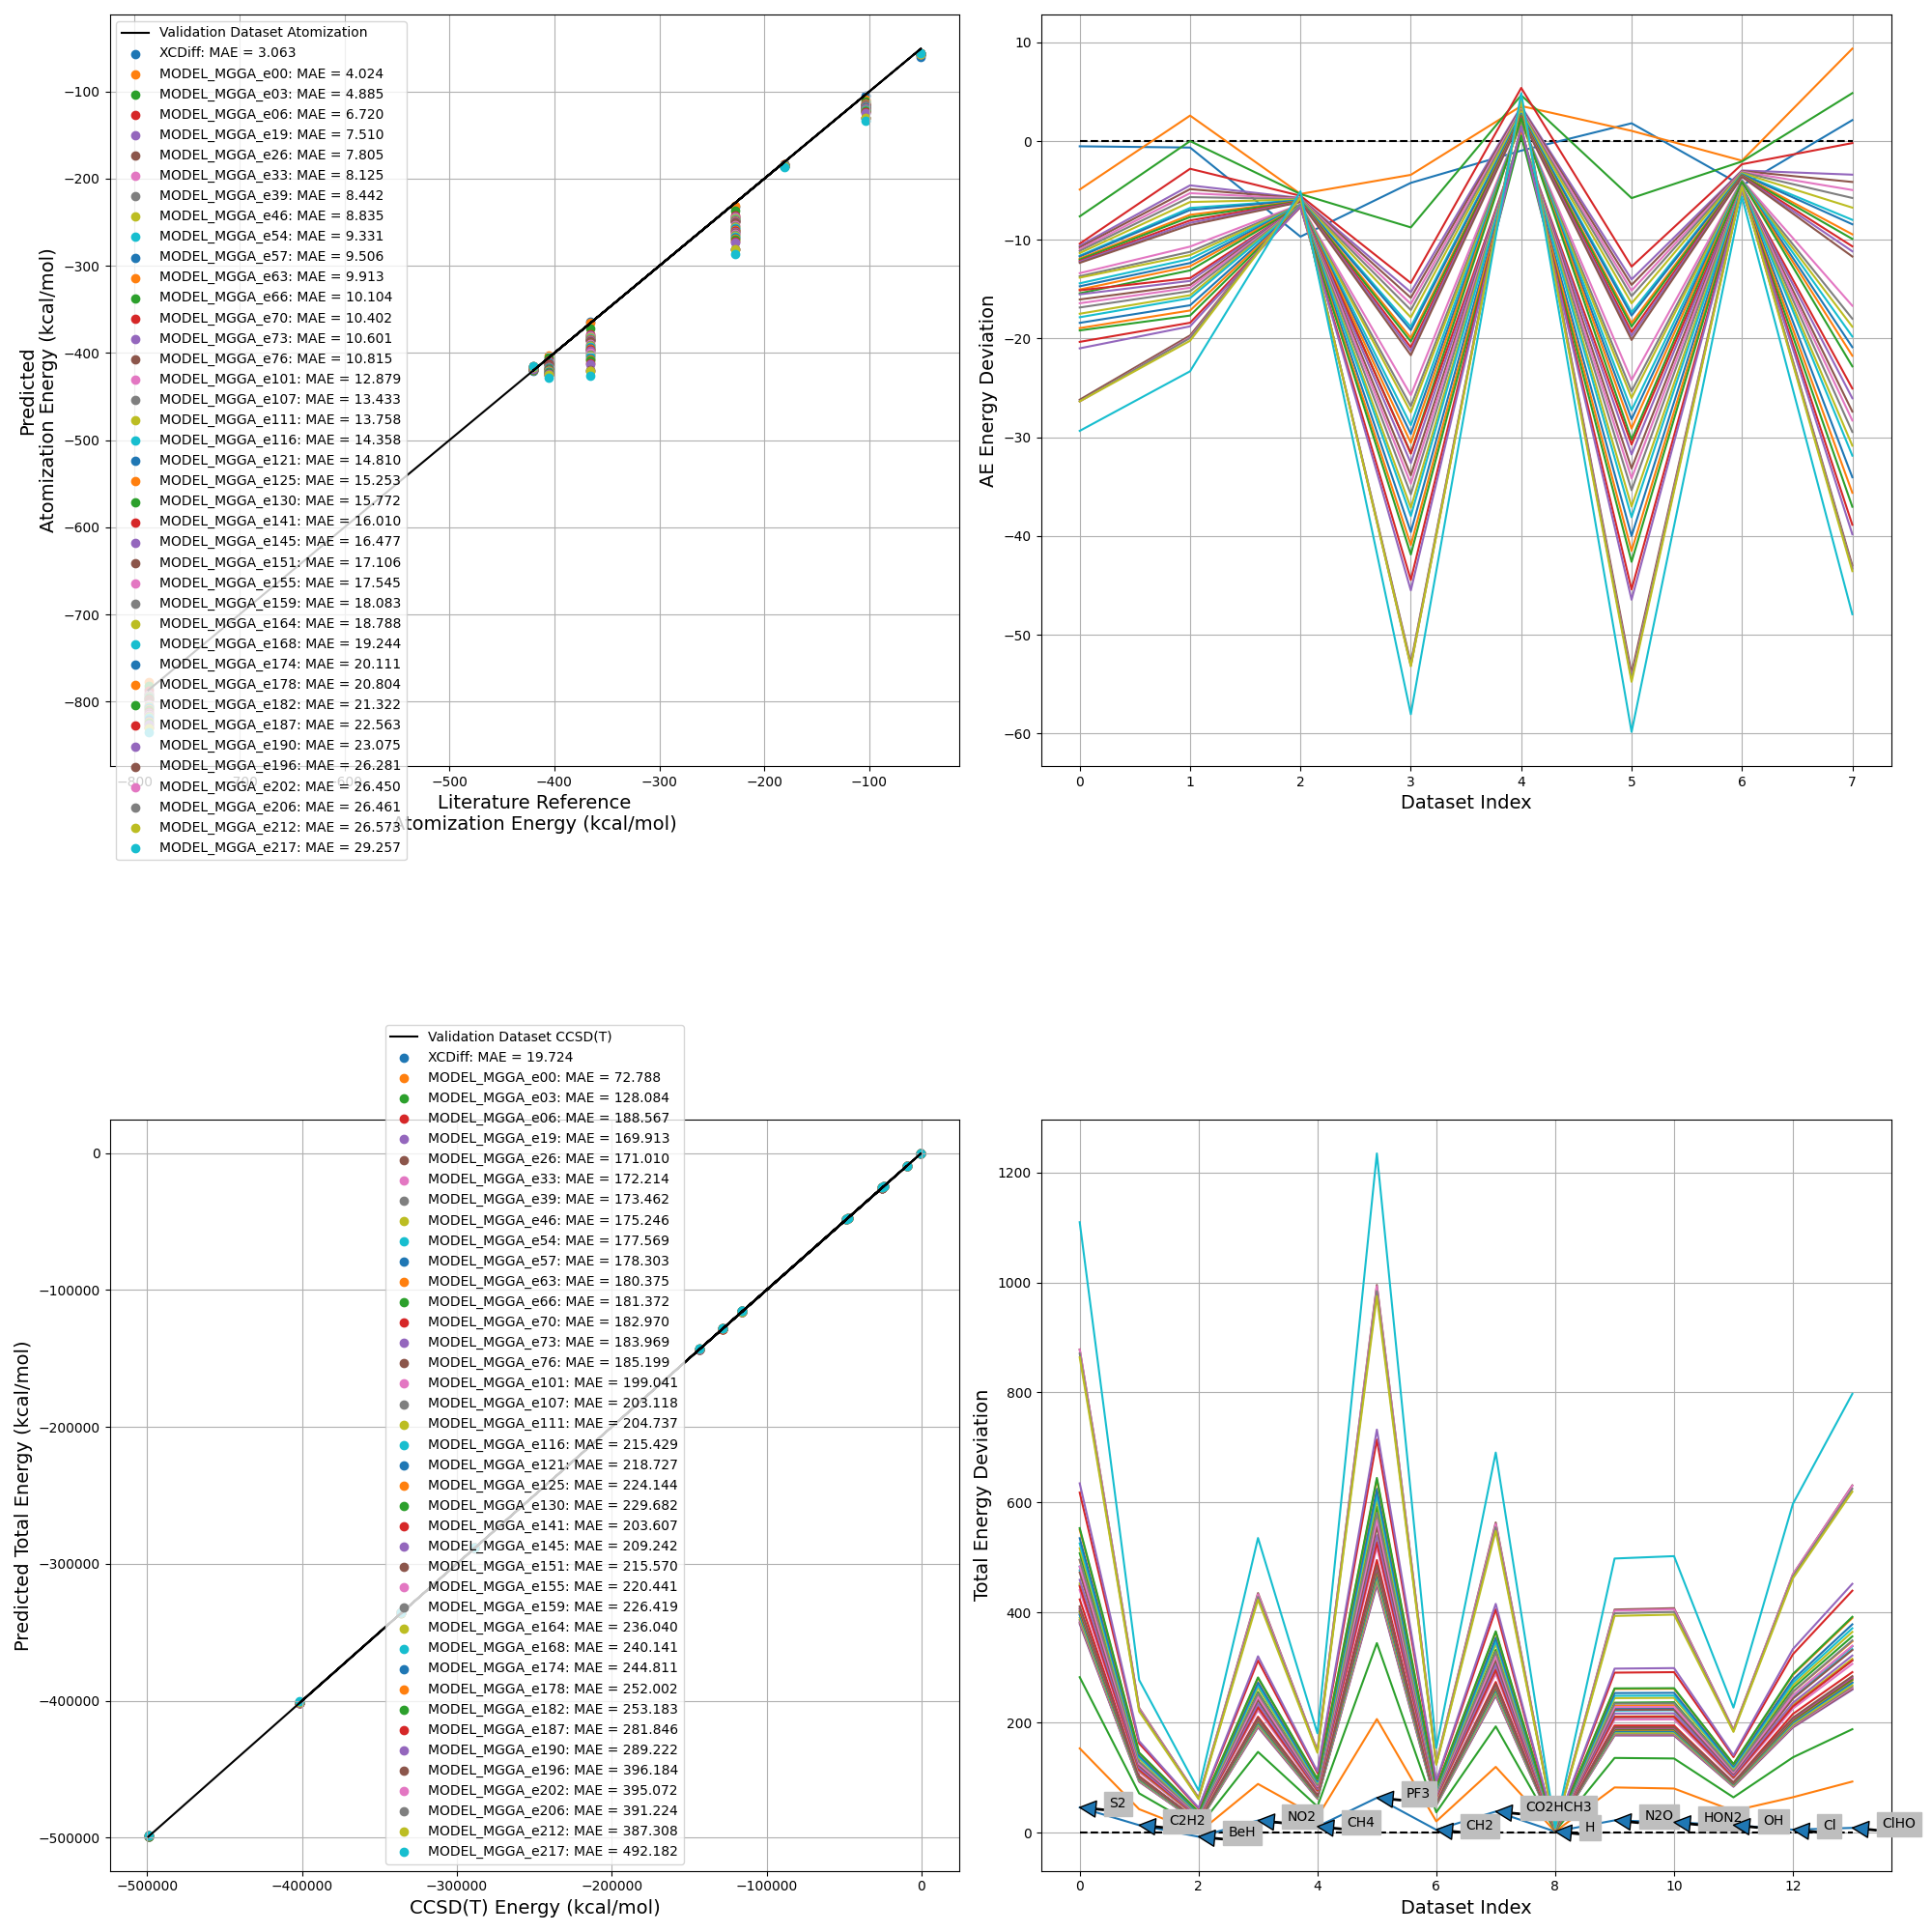 Validation Dataset Atomization
XCDiff: MAE = 3.063
MODEL_MGGA_e00: MAE = 4.024
MODEL_MGGA_e03: MAE = 4.885
MODEL_MGGA_e06: MAE = 6.720
MODEL_MGGA_e19: MAE = 7.510
MODEL_MGGA_e26: MAE = 7.805
MODEL_MGGA_e33: MAE = 8.125
MODEL_MGGA_e39: MAE = 8.442
MODEL_MGGA_e46: MAE = 8.835
MODEL_MGGA_e54: MAE = 9.331
MODEL_MGGA_e57: MAE = 9.506
MODEL_MGGA_e63: MAE = 9.913
MODEL_MGGA_e66: MAE = 10.104
MODEL_MGGA_e70: MAE = 10.402
MODEL_MGGA_e73: MAE = 10.601
MODEL_MGGA_e76: MAE = 10.815
MODEL_MGGA_e101: MAE = 12.879
MODEL_MGGA_e107: MAE = 13.433
MODEL_MGGA_e111: MAE = 13.758
MODEL_MGGA_e116: MAE = 14.358
MODEL_MGGA_e121: MAE = 14.810
MODEL_MGGA_e125: MAE = 15.253
MODEL_MGGA_e130: MAE = 15.772
MODEL_MGGA_e141: MAE = 16.010
MODEL_MGGA_e145: MAE = 16.477
MODEL_MGGA_e151: MAE = 17.106
MODEL_MGGA_e155: MAE = 17.545
MODEL_MGGA_e159: MAE = 18.083
MODEL_MGGA_e164: MAE = 18.788
MODEL_MGGA_e168: MAE = 19.244
MODEL_MGGA_e174: MAE = 20.111
MODEL_MGGA_e178: MAE = 20.804
MODEL_MGGA_e182: MAE = 21.322
MODEL_MGGA_e187: MAE = 22.563
MODEL_MGGA_e190: MAE = 23.075
MODEL_MGGA_e196: MAE = 26.281
MODEL_MGGA_e202: MAE = 26.450
MODEL_MGGA_e206: MAE = 26.461
MODEL_MGGA_e212: MAE = 26.573
MODEL_MGGA_e217: MAE = 29.257
−100
−200
−300
−400
−500
−600
−700
−800
Predicted
Atomization Energy (kcal/mol)
−800 −700 −600 −500 −400 −300 −200 −100
Literature Reference
Atomization Energy (kcal/mol)
10
0
−10
−20
−30
−40
−50
−60
AE Energy Deviation
0 1 2 3 4 5 6 7
Dataset Index
Validation Dataset CCSD(T)
XCDiff: MAE = 19.724
MODEL_MGGA_e00: MAE = 72.788
MODEL_MGGA_e03: MAE = 128.084
MODEL_MGGA_e06: MAE = 188.567
MODEL_MGGA_e19: MAE = 169.913
MODEL_MGGA_e26: MAE = 171.010
MODEL_MGGA_e33: MAE = 172.214
MODEL_MGGA_e39: MAE = 173.462
MODEL_MGGA_e46: MAE = 175.246
MODEL_MGGA_e54: MAE = 177.569
MODEL_MGGA_e57: MAE = 178.303
MODEL_MGGA_e63: MAE = 180.375
MODEL_MGGA_e66: MAE = 181.372
MODEL_MGGA_e70: MAE = 182.970
MODEL_MGGA_e73: MAE = 183.969
MODEL_MGGA_e76: MAE = 185.199
MODEL_MGGA_e101: MAE = 199.041
MODEL_MGGA_e107: MAE = 203.118
MODEL_MGGA_e111: MAE = 204.737
MODEL_MGGA_e116: MAE = 215.429
MODEL_MGGA_e121: MAE = 218.727
MODEL_MGGA_e125: MAE = 224.144
MODEL_MGGA_e130: MAE = 229.682
MODEL_MGGA_e141: MAE = 203.607
MODEL_MGGA_e145: MAE = 209.242
MODEL_MGGA_e151: MAE = 215.570
MODEL_MGGA_e155: MAE = 220.441
MODEL_MGGA_e159: MAE = 226.419
MODEL_MGGA_e164: MAE = 236.040
MODEL_MGGA_e168: MAE = 240.141
MODEL_MGGA_e174: MAE = 244.811
MODEL_MGGA_e178: MAE = 252.002
MODEL_MGGA_e182: MAE = 253.183
MODEL_MGGA_e187: MAE = 281.846
MODEL_MGGA_e190: MAE = 289.222
MODEL_MGGA_e196: MAE = 396.184
MODEL_MGGA_e202: MAE = 395.072
MODEL_MGGA_e206: MAE = 391.224
MODEL_MGGA_e212: MAE = 387.308
MODEL_MGGA_e217: MAE = 492.182
0
−100000
−200000
−300000
−400000
−500000
Predicted Total Energy (kcal/mol)
−500000 −400000 −300000 −200000 −100000 0
CCSD(T) Energy (kcal/mol)
1200
1000
800
600
400
200
0
Total Energy Deviation
S2
C2H2
BeH
NO2
CH4
PF3
CH2
CO2HCH3
H
N2O
HON2
OH
Cl
ClHO
0 2 4 6 8 10 12
Dataset Index